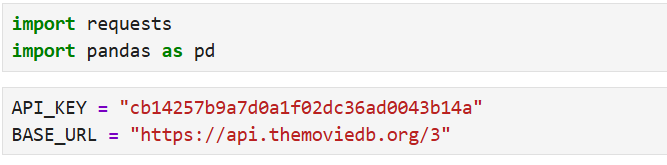 import requests
import pandas as pd
API_KEY = "cb14257b9a7d0a1f02dc36ad0043b14a"
BASE_URL = "https://api.themoviedb.org/3"